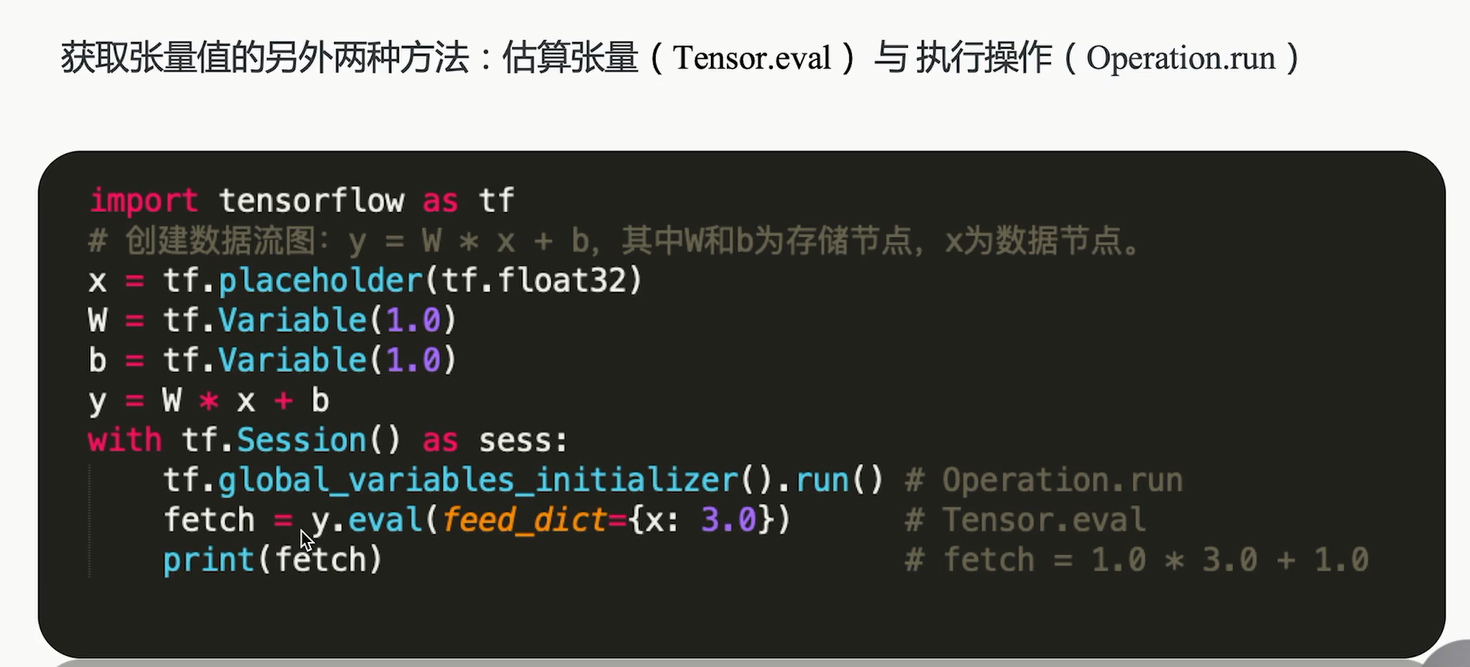 获取张量值的另外两种方法：估算张量（Tensor.eval）与 执行操作（Operation.run）
import tensorflow as tf
# 创建数据流图：y = W * x + b，其中W和b为存储节点，x为数据节点。
x = tf.placeholder(tf.float32)
W = tf.Variable(1.0)
b = tf.Variable(1.0)
y = W * x + b
with tf.Session() as sess:
    tf.global_variables_initializer().run() # Operation.run
    fetch = y.eval(feed_dict={x: 3.0})      # Tensor.eval
    print(fetch)                            # fetch = 1.0 * 3.0 + 1.0